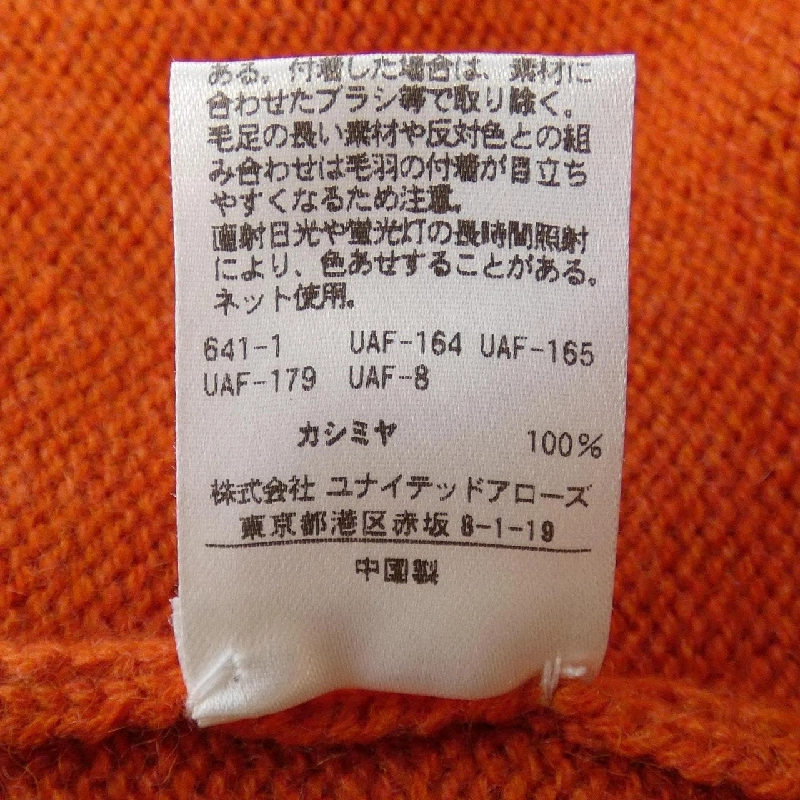 ある。付着した場合は、素材に
合わせたブラシ等で取り除く。
毛足の長い素材や反対色との組
み合わせは毛羽の付着が目立ち
やすくなるため注意。
直射日光や蛍光灯の長時間照射
により、色あせすることがある。
ネット使用。
641-1 UAF-164 UAF-165
UAF-179 UAF-8
カシミヤ 100%
株式会社 ユナイテッドアローズ
東京都港区赤坂 8-1-19
中国製